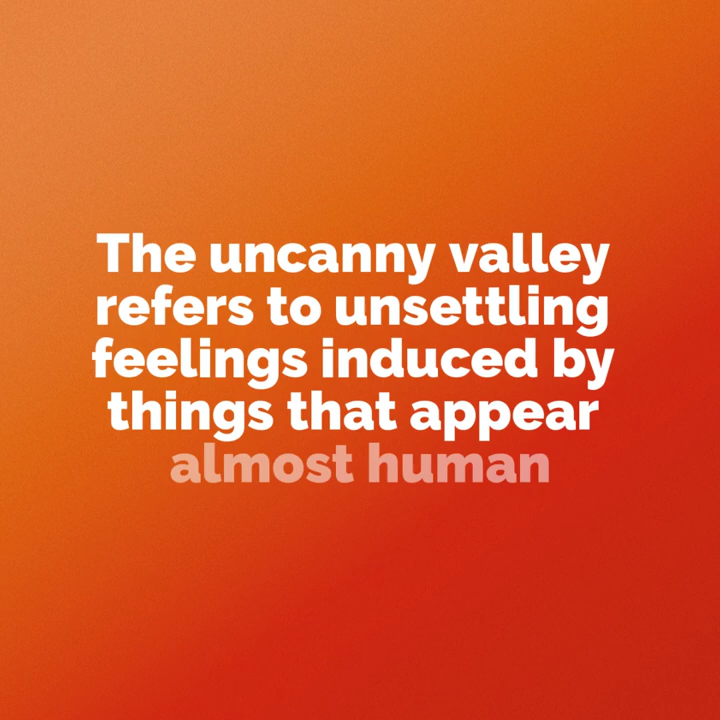 The uncanny valley
refers to unsettling
feelings induced by
things that appear
almost human